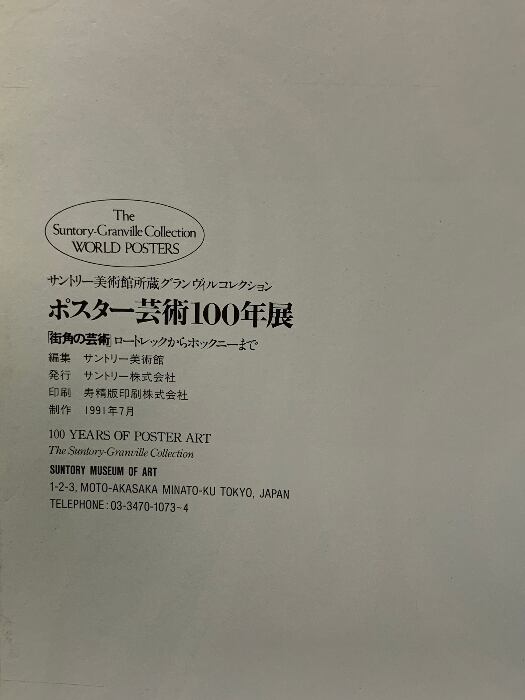 The
Suntory-Granville Collection
WORLD POSTERS
サントリー美術館所蔵グランヴィルコレクション
ポスター芸術100年展
「街角の芸術」ロートレックからホックニーまで
編集 サントリー美術館
発行 サントリー株式会社
印刷 寿精版印刷株式会社
制作 1991年7月
100 YEARS OF POSTER ART
The Suntory-Granville Collection
SUNTORY MUSEUM OF ART
1-2-3, MOTO-AKASAKA MINATO-KU TOKYO, JAPAN
TELEPHONE:03-3470-1073~4